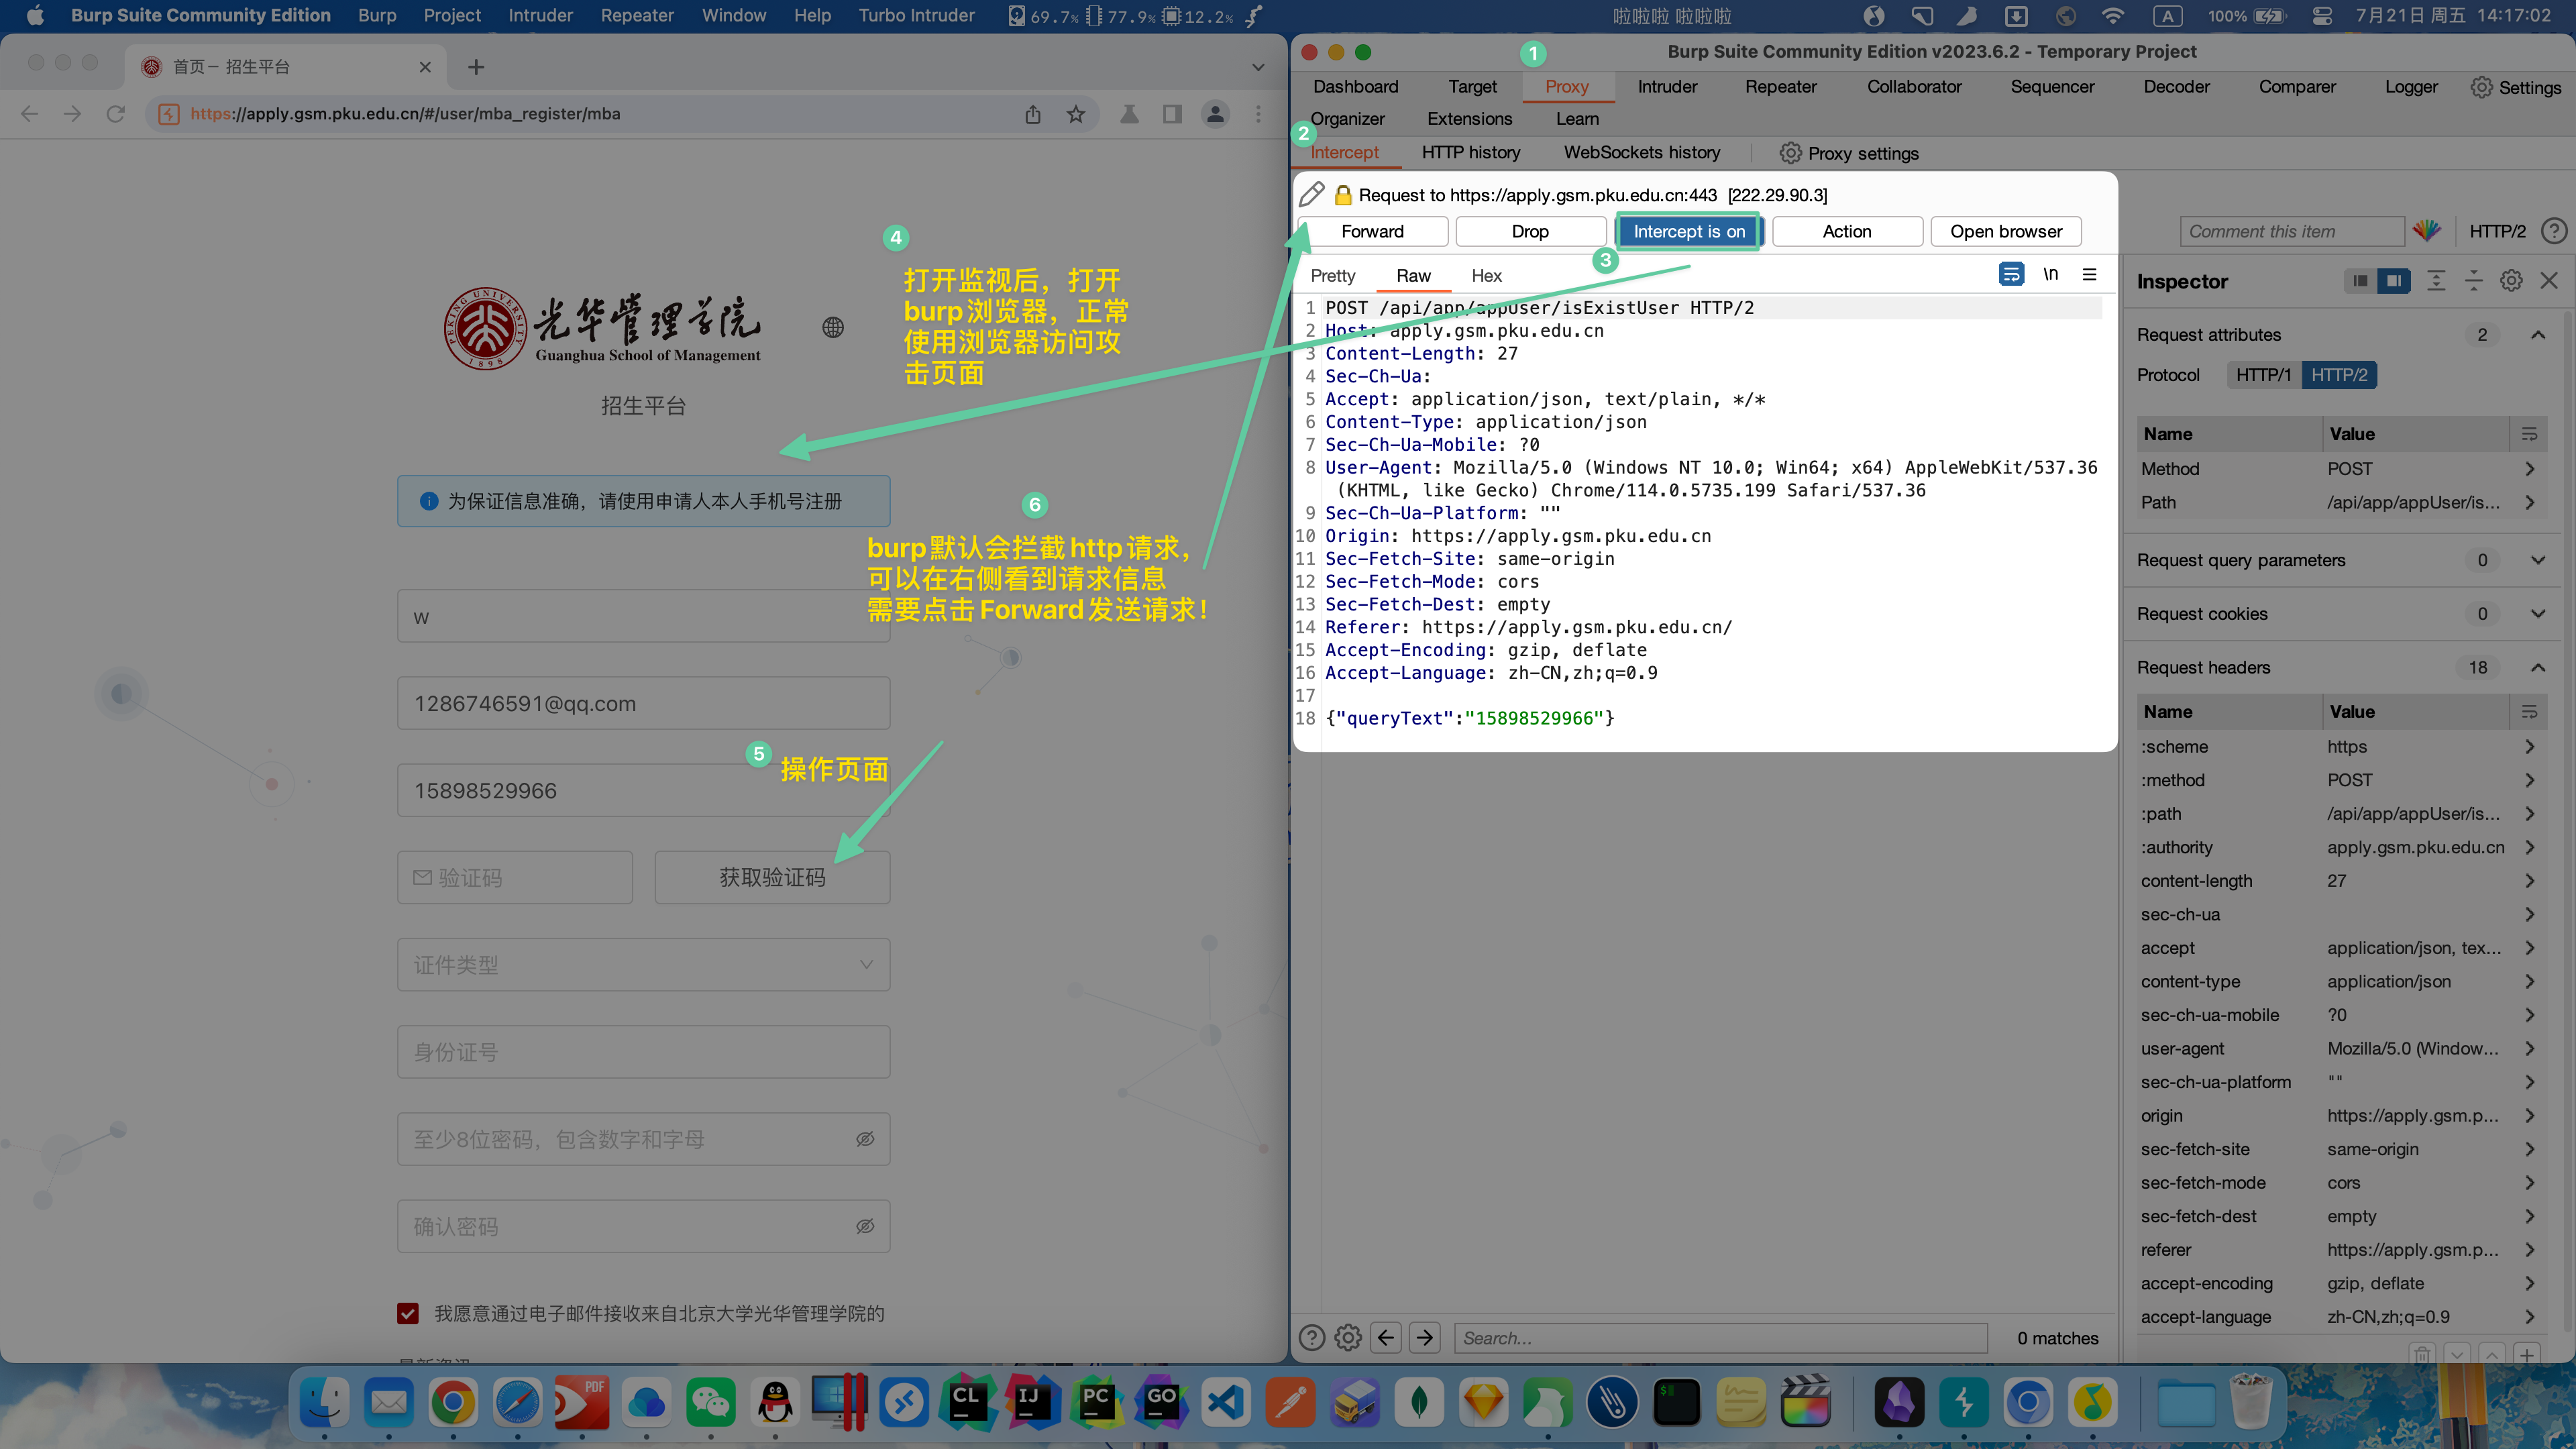 Burp Suite Community Edition Burp Project Intruder Repeater Window Help Turbo Intruder 69.7% 77.9% 12.2% 啦啦啦 啦啦啦 A 100% 7月21日 周五 14:17:02
首页－ 招生平台
https://apply.gsm.pku.edu.cn/#/user/mba_register/mba
PEKING UNIVERSITY
1898
光华管理学院
Guanghua School of Management
招生平台
为保证信息准确，请使用申请人本人手机号注册
w
1286746591@qq.com
15898529966
验证码 获取验证码
证件类型
身份证号
至少8位密码，包含数字和字母
确认密码
我愿意通过电子邮件接收来自北京大学光华管理学院的
4
打开监视后，打开
burp浏览器，正常
使用浏览器访问攻
击页面
6
burp默认会拦截http请求，
可以在右侧看到请求信息
需要点击Forward发送请求！
5
操作页面
1
Burp Suite Community Edition v2023.6.2 - Temporary Project
Dashboard Target Proxy Intruder Repeater Collaborator Sequencer Decoder Comparer Logger Settings
Organizer Extensions Learn
2
Intercept HTTP history WebSockets history Proxy settings
Request to https://apply.gsm.pku.edu.cn:443 [222.29.90.3]
Forward Drop Intercept is on Action Open browser
Comment this item HTTP/2 ?
3
Pretty Raw Hex \n
1 POST /api/app/appUser/isExistUser HTTP/2
2 Host: apply.gsm.pku.edu.cn
3 Content-Length: 27
4 Sec-Ch-Ua:
5 Accept: application/json, text/plain, */*
6 Content-Type: application/json
7 Sec-Ch-Ua-Mobile: ?0
8 User-Agent: Mozilla/5.0 (Windows NT 10.0; Win64; x64) AppleWebKit/537.36
(KHTML, like Gecko) Chrome/114.0.5735.199 Safari/537.36
9 Sec-Ch-Ua-Platform: ""
10 Origin: https://apply.gsm.pku.edu.cn
11 Sec-Fetch-Site: same-origin
12 Sec-Fetch-Mode: cors
13 Sec-Fetch-Dest: empty
14 Referer: https://apply.gsm.pku.edu.cn/
15 Accept-Encoding: gzip, deflate
16 Accept-Language: zh-CN,zh;q=0.9
17
18 {"queryText":"15898529966"}
? Search... 0 matches
Inspector
Request attributes 2
Protocol HTTP/1 HTTP/2
Name Value
Method POST
Path /api/app/appUser/is...
Request query parameters 0
Request cookies 0
Request headers 18
Name Value
:scheme https
:method POST
:path /api/app/appUser/is...
:authority apply.gsm.pku.edu.cn
content-length 27
sec-ch-ua
accept application/json, tex...
content-type application/json
sec-ch-ua-mobile ?0
user-agent Mozilla/5.0 (Window...
sec-ch-ua-platform ""
origin https://apply.gsm.p...
sec-fetch-site same-origin
sec-fetch-mode cors
sec-fetch-dest empty
referer https://apply.gsm.p...
accept-encoding gzip, deflate
accept-language zh-CN,zh;q=0.9
PDF CL IJ PC GO $